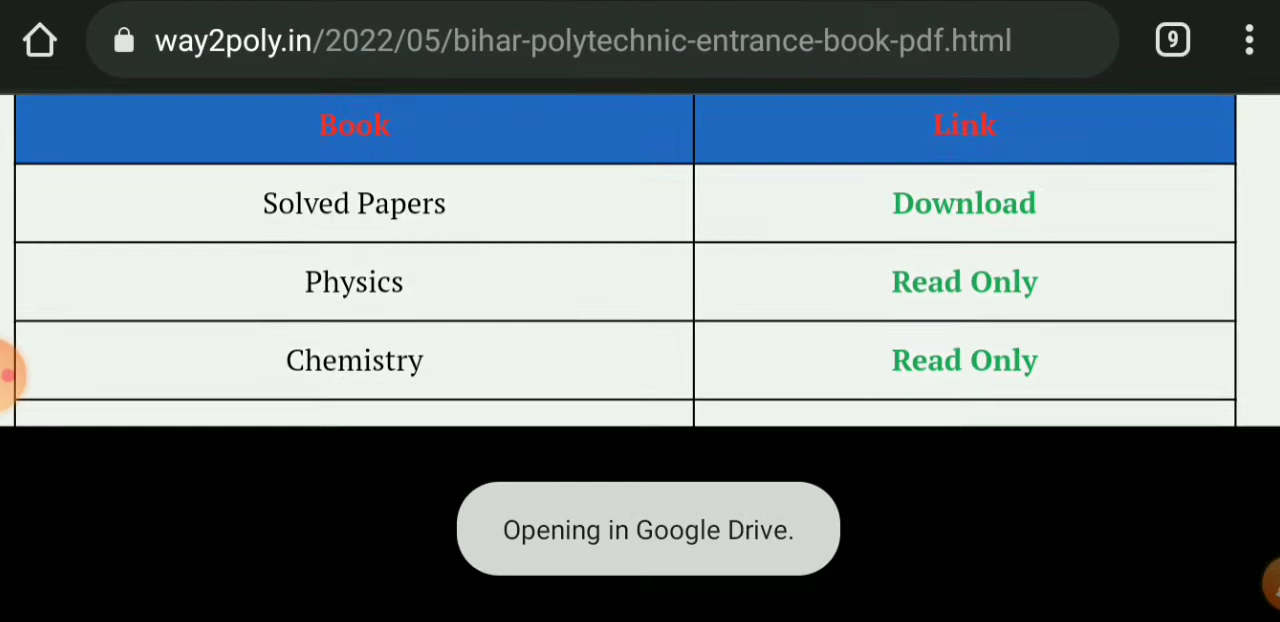 way2poly.in/2022/05/bihar-polytechnic-entrance-book-pdf.html 9
Book Link
Solved Papers Download
Physics Read Only
Chemistry Read Only
Opening in Google Drive.